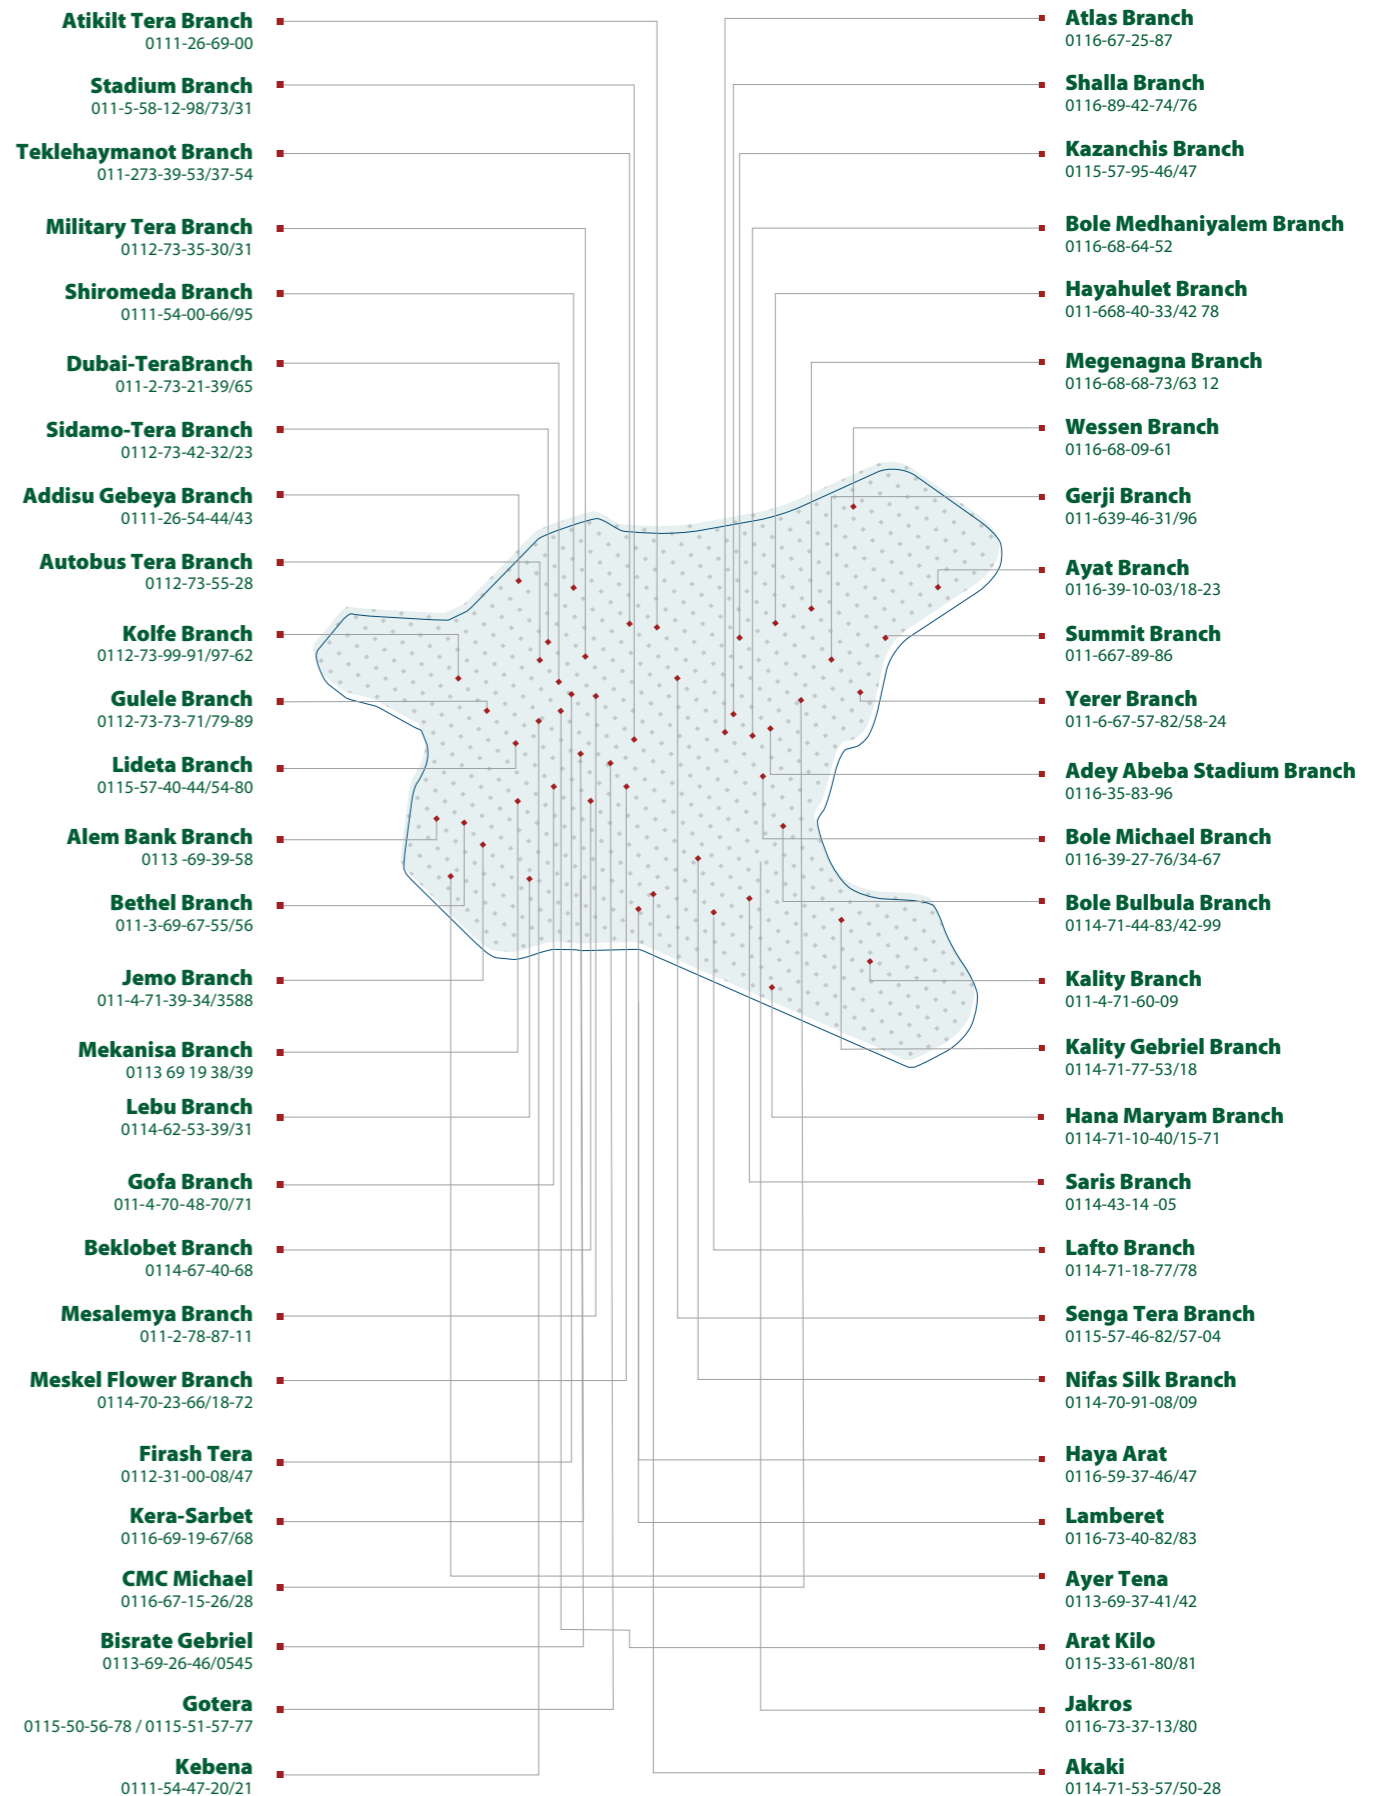 Atikilt Tera Branch
0111-26-69-00
Stadium Branch
011-5-58-12-98/73/31
Teklehaymanot Branch
011-273-39-53/37-54
Military Tera Branch
0112-73-35-30/31
Shiromeda Branch
0111-54-00-66/95
Dubai-TeraBranch
011-2-73-21-39/65
Sidamo-Tera Branch
0112-73-42-32/23
Addisu Gebeya Branch
0111-26-54-44/43
Autobus Tera Branch
0112-73-55-28
Kolfe Branch
0112-73-99-91/97-62
Gulele Branch
0112-73-73-71/79-89
Lideta Branch
0115-57-40-44/54-80
Alem Bank Branch
0113 -69-39-58
Bethel Branch
011-3-69-67-55/56
Jemo Branch
011-4-71-39-34/3588
Mekanisa Branch
0113 69 19 38/39
Lebu Branch
0114-62-53-39/31
Gofa Branch
011-4-70-48-70/71
Beklobet Branch
0114-67-40-68
Mesalemya Branch
011-2-78-87-11
Meskel Flower Branch
0114-70-23-66/18-72
Firash Tera
0112-31-00-08/47
Kera-Sarbet
0116-69-19-67/68
CMC Michael
0116-67-15-26/28
Bisrate Gebriel
0113-69-26-46/0545
Gotera
0115-50-56-78 / 0115-51-57-77
Kebena
0111-54-47-20/21
Atlas Branch
0116-67-25-87
Shalla Branch
0116-89-42-74/76
Kazanchis Branch
0115-57-95-46/47
Bole Medhaniyalem Branch
0116-68-64-52
Hayahulet Branch
011-668-40-33/42 78
Megenagna Branch
0116-68-68-73/63 12
Wessen Branch
0116-68-09-61
Gerji Branch
011-639-46-31/96
Ayat Branch
0116-39-10-03/18-23
Summit Branch
011-667-89-86
Yerer Branch
011-6-67-57-82/58-24
Adey Abeba Stadium Branch
0116-35-83-96
Bole Michael Branch
0116-39-27-76/34-67
Bole Bulbula Branch
0114-71-44-83/42-99
Kality Branch
011-4-71-60-09
Kality Gebriel Branch
0114-71-77-53/18
Hana Maryam Branch
0114-71-10-40/15-71
Saris Branch
0114-43-14 -05
Lafto Branch
0114-71-18-77/78
Senga Tera Branch
0115-57-46-82/57-04
Nifas Silk Branch
0114-70-91-08/09
Haya Arat
0116-59-37-46/47
Lamberet
0116-73-40-82/83
Ayer Tena
0113-69-37-41/42
Arat Kilo
0115-33-61-80/81
Jakros
0116-73-37-13/80
Akaki
0114-71-53-57/50-28